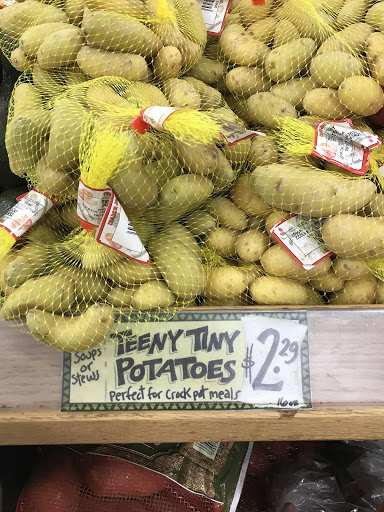 Soups
or
stews
TEENY TINY
POTATOES
Perfect for crock pot meals
$2.29
16 oz